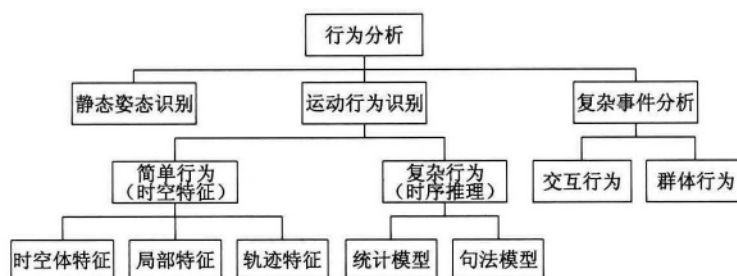 行为分析
静态姿态识别
运动行为识别
复杂事件分析
简单行为
(时空特征)
复杂行为
(时序推理)
交互行为
群体行为
时空体特征
局部特征
轨迹特征
统计模型
句法模型